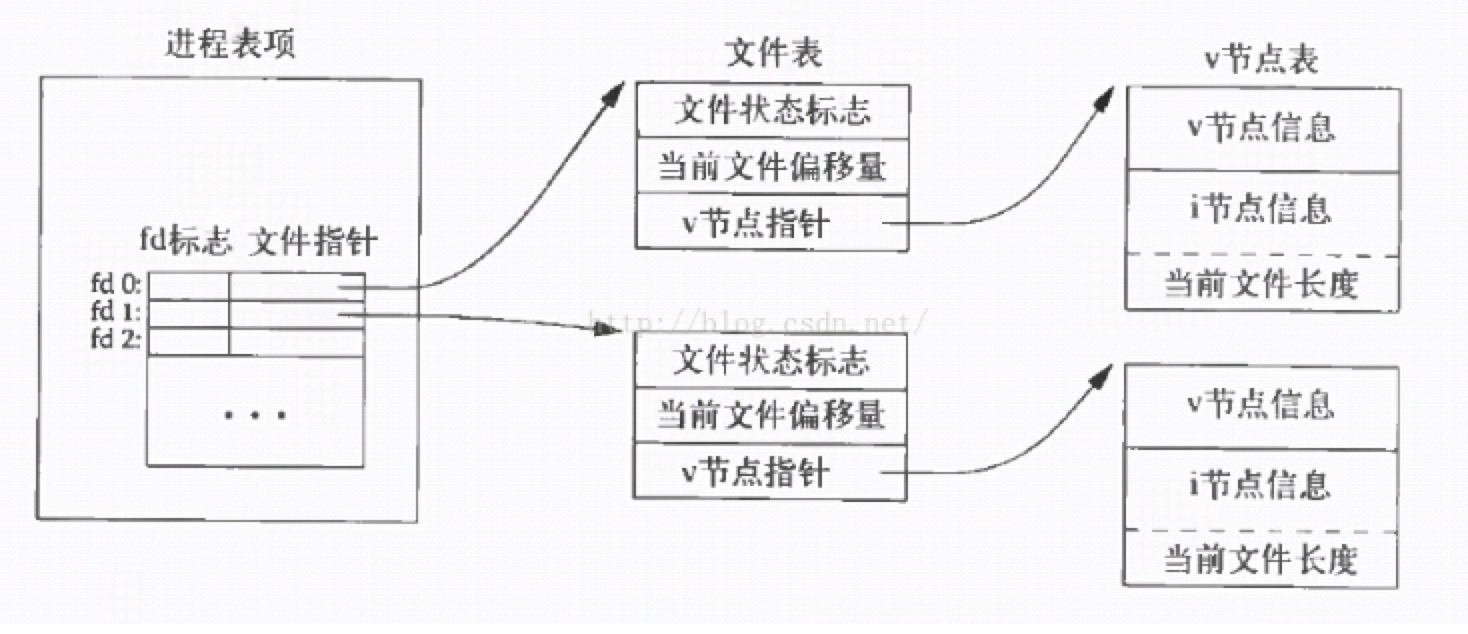 进程表项
fd标志 文件指针
fd 0:
fd 1:
fd 2:
...
文件表
文件状态标志
当前文件偏移量
v节点指针
http://blog.csdn.net/
文件状态标志
当前文件偏移量
v节点指针
v节点表
v节点信息
i节点信息
当前文件长度
v节点信息
i节点信息
当前文件长度